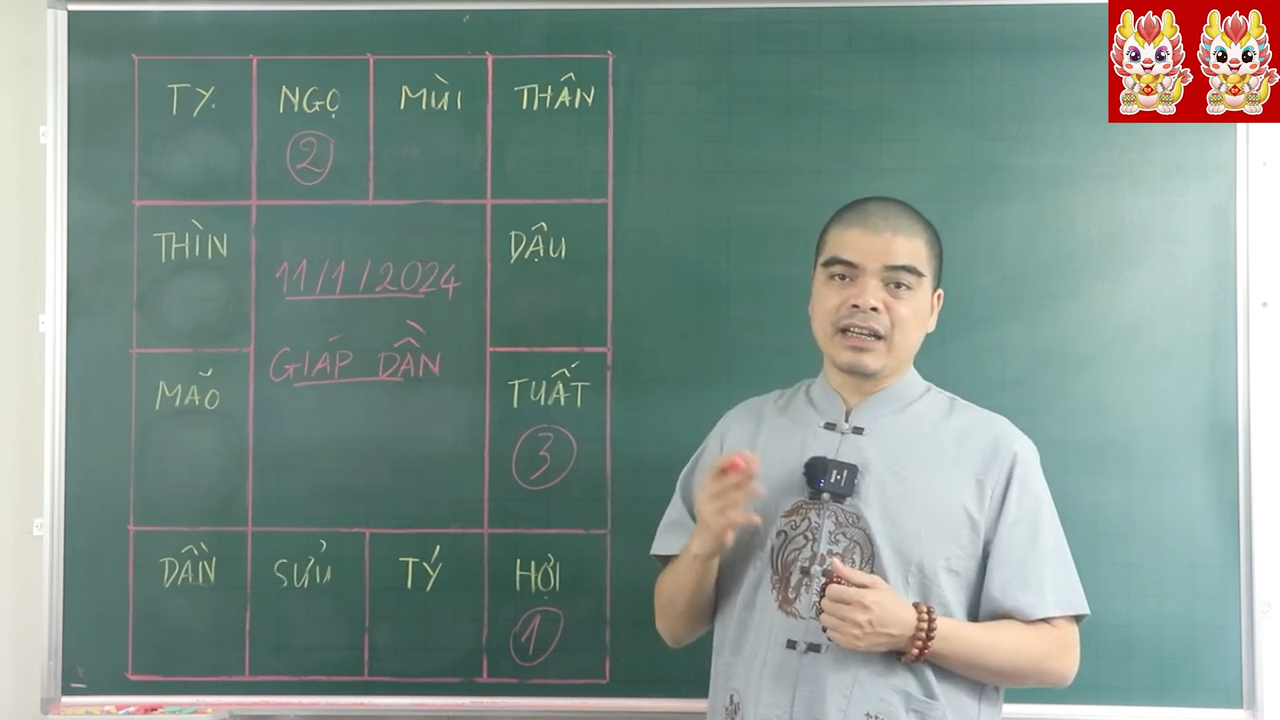 TỴ.
NGỌ
MÙI
THÂN
2
THÌN
DẬU
11/1/2024
GIÁP DẦN
MÃO
TUẤT
3
DẦN
SỬU
TÝ
HỢI
1